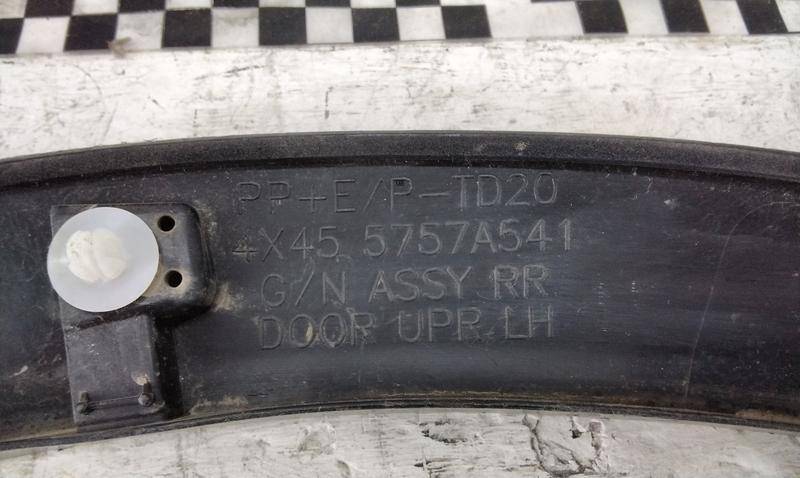 PP+E/P-TD20
4X45 5757A541
G/N ASSY RR
DOOR UPR LH